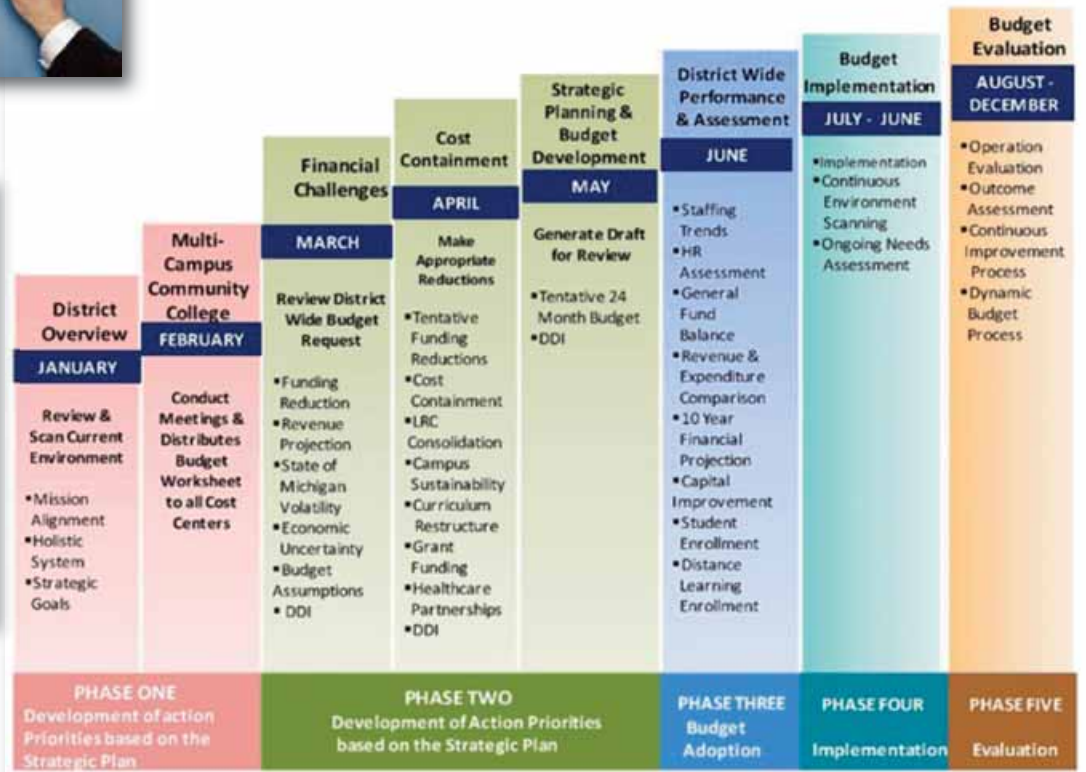 District
Overview
JANUARY
Review &
Scan Current
Environment
▪Mission
Alignment
▪Holistic
System
▪Strategic
Goals
Multi-
Campus
Community
College
FEBRUARY
Conduct
Meetings &
Distributes
Budget
Worksheet
to all Cost
Centers
Financial
Challenges
MARCH
Review District
Wide Budget
Request
▪Funding
Reduction
▪Revenue
Projection
▪State of
Michigan
Volatility
▪Economic
Uncertainty
▪Budget
Assumptions
▪ DDI
Cost
Containment
APRIL
Make
Appropriate
Reductions
▪Tentative
Funding
Reductions
▪Cost
Containment
▪LRC
Consolidation
▪Campus
Sustainability
▪Curriculum
Restructure
▪Grant
Funding
▪Healthcare
Partnerships
▪DDI
Strategic
Planning &
Budget
Development
MAY
Generate Draft
for Review
▪Tentative 24
Month Budget
▪DDI
District Wide
Performance
& Assessment
JUNE
▪Staffing
Trends
▪HR
Assessment
▪General
Fund
Balance
▪Revenue &
Expenditure
Comparison
▪10 Year
Financial
Projection
▪Capital
Improvement
▪Student
Enrollment
▪Distance
Learning
Enrollment
Budget
Implementation
JULY - JUNE
▪Implementation
▪Continuous
Environment
Scanning
▪Ongoing Needs
Assessment
Budget
Evaluation
AUGUST -
DECEMBER
▪Operation
Evaluation
▪Outcome
Assessment
▪Continuous
Improvement
Process
▪Dynamic
Budget
Process
PHASE ONE
Development of action
Priorities based on the
Strategic Plan
PHASE TWO
Development of Action Priorities
based on the Strategic Plan
PHASE THREE
Budget
Adoption
PHASE FOUR
Implementation
PHASE FIVE
Evaluation